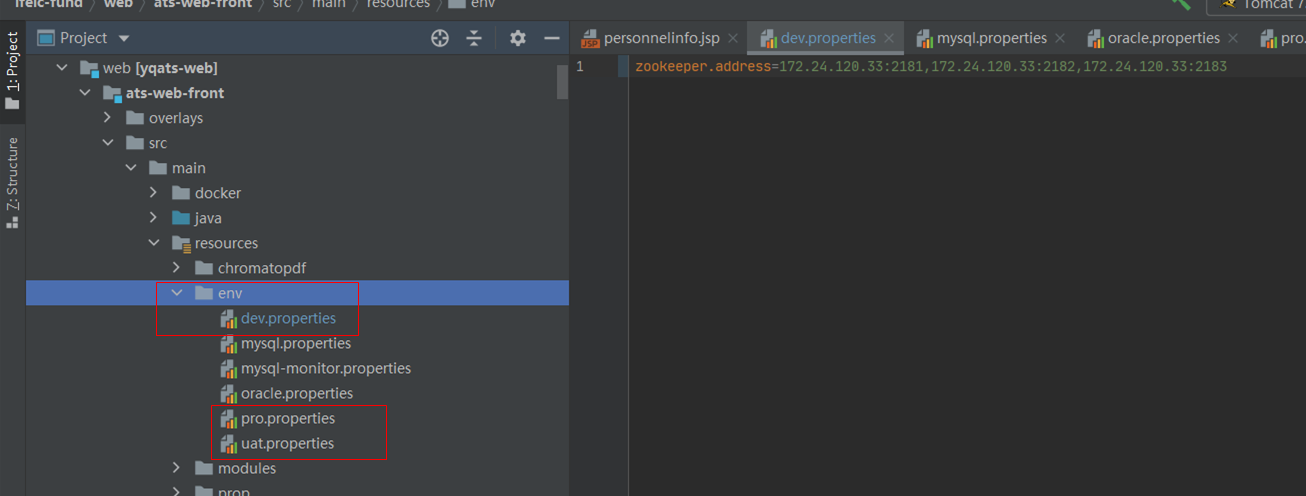 ifeic-fund > web > ats-web-front > src > main > resources > env
Tomcat 7.
Project
personnelinfo.jsp
dev.properties
mysql.properties
oracle.properties
pro.
1: Project
Z: Structure
web [yqats-web]
ats-web-front
overlays
src
main
docker
java
resources
chromatopdf
env
dev.properties
mysql.properties
mysql-monitor.properties
oracle.properties
pro.properties
uat.properties
modules
prop
1
zookeeper.address=172.24.120.33:2181,172.24.120.33:2182,172.24.120.33:2183
JSP